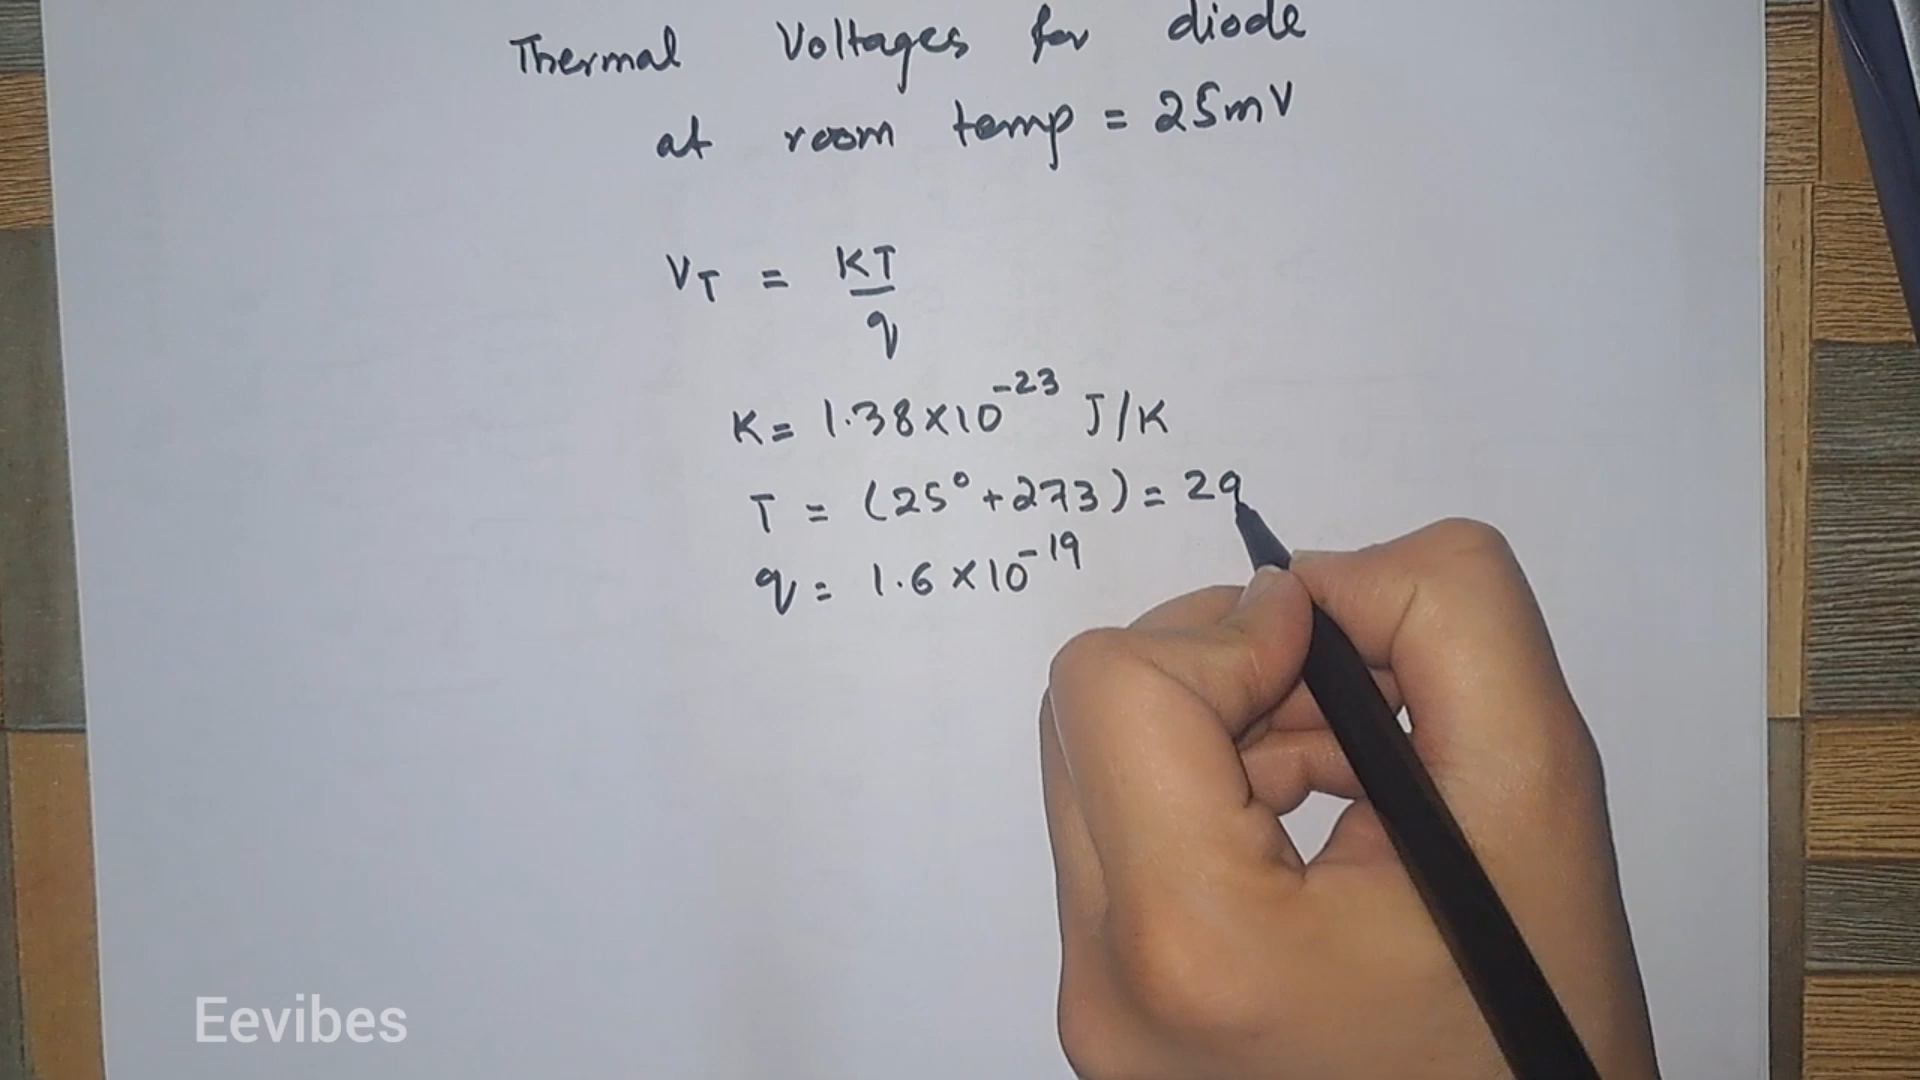 Thermal Voltages for diode
at room temp = 25mV
V_T = KT/q
K = 1.38×10^-23 J/K
T = (25° + 273) = 29
q = 1.6×10^-19
Eevibes